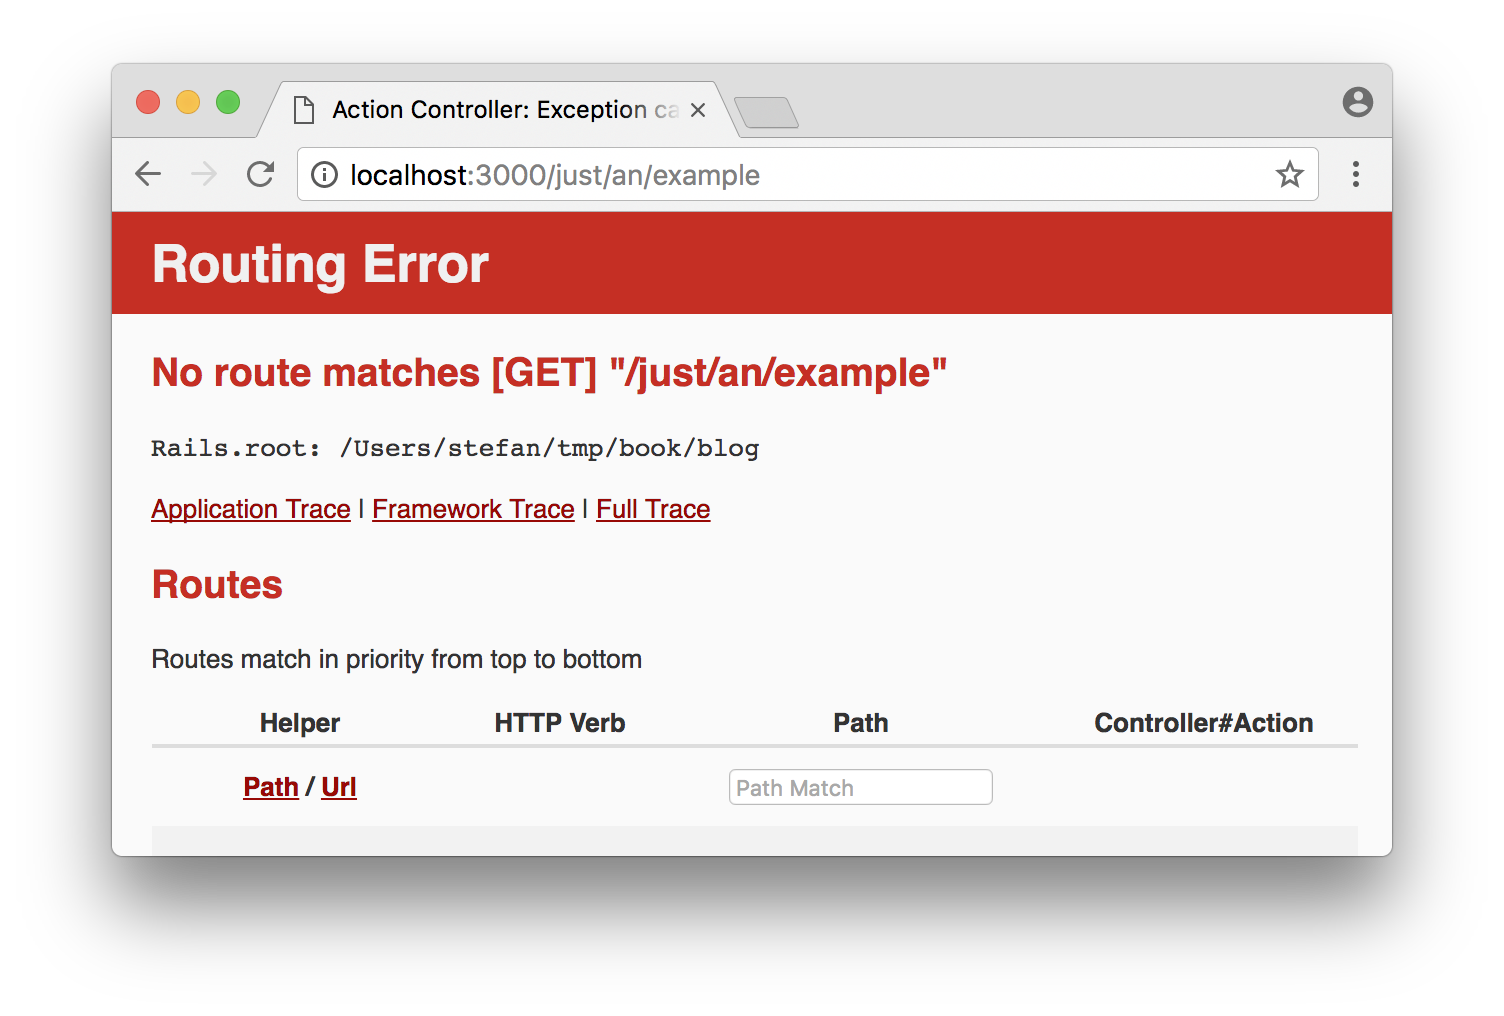 Action Controller: Exception ca
localhost:3000/just/an/example
Routing Error
No route matches [GET] "/just/an/example"
Rails.root: /Users/stefan/tmp/book/blog
Application Trace | Framework Trace | Full Trace
Routes
Routes match in priority from top to bottom
Helper HTTP Verb Path Controller#Action
Path / Url Path Match